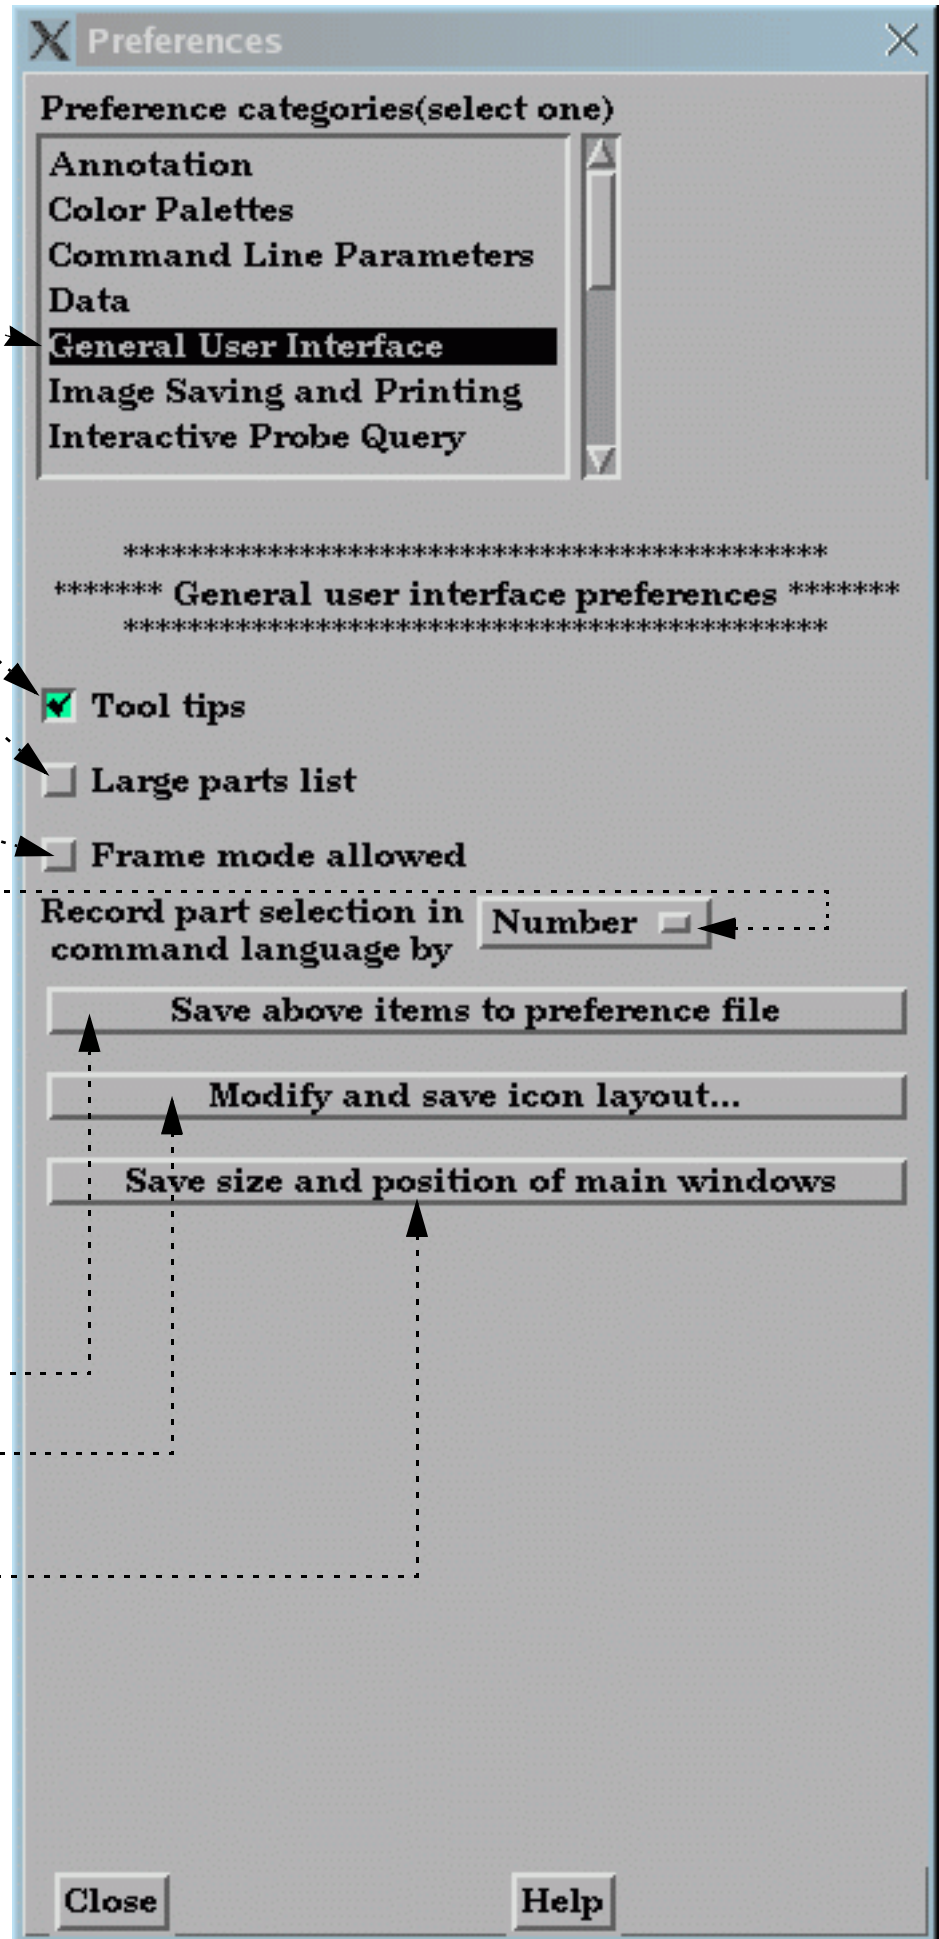 Preferences
Preference categories(select one)
Annotation
Color Palettes
Command Line Parameters
Data
General User Interface
Image Saving and Printing
Interactive Probe Query
********************************************
******* General user interface preferences *******
********************************************
Tool tips
Large parts list
Frame mode allowed
Record part selection in
command language by
Number
Save above items to preference file
Modify and save icon layout...
Save size and position of main windows
Close
Help